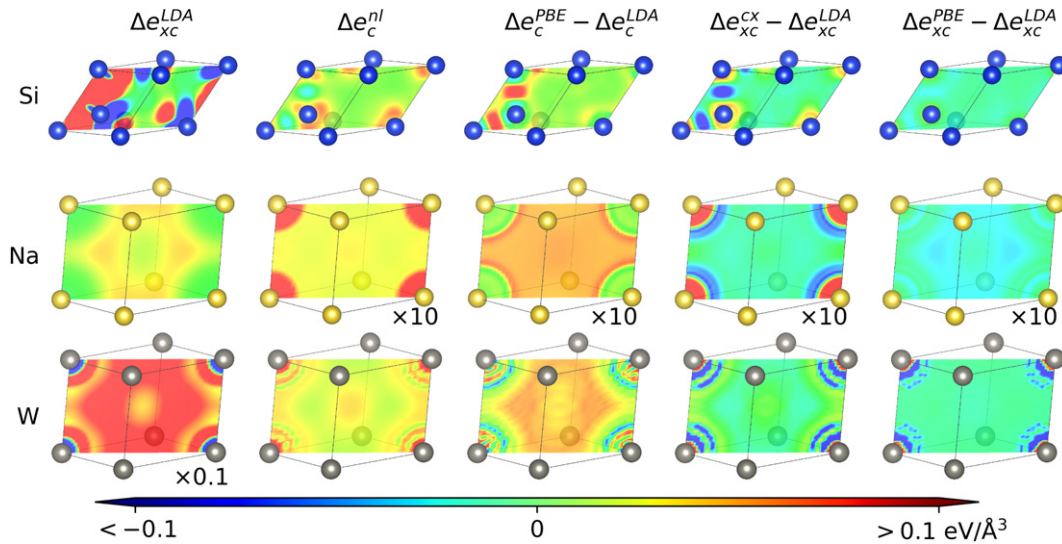 Δe_xc^LDA Δe_c^nl Δe_c^PBE − Δe_c^LDA Δe_xc^cx − Δe_xc^LDA Δe_xc^PBE − Δe_xc^LDA
Si
Na
×10 ×10 ×10 ×10
W
×0.1
< −0.1 0 > 0.1 eV/Å³